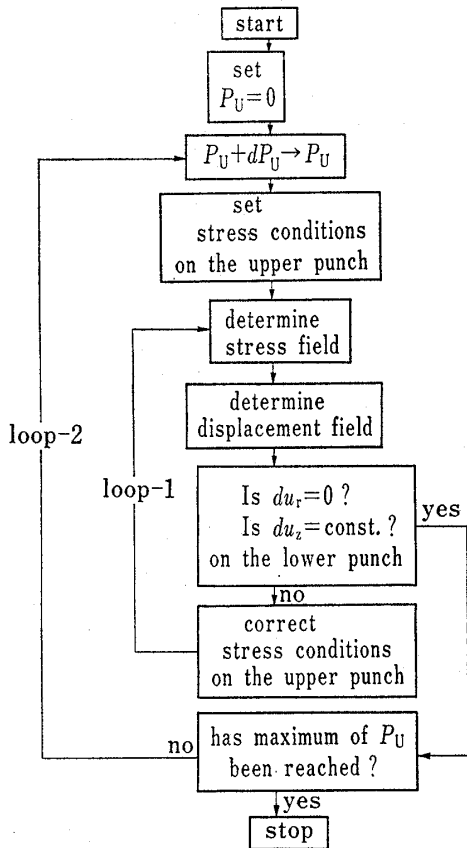 start
set
P_U=0
P_U+dP_U→P_U
set
stress conditions
on the upper punch
determine
stress field
determine
displacement field
loop-2
loop-1
Is du_r=0 ?
Is du_z=const. ?
on the lower punch
yes
no
correct
stress conditions
on the upper punch
no
has maximum of P_U
been reached ?
yes
stop